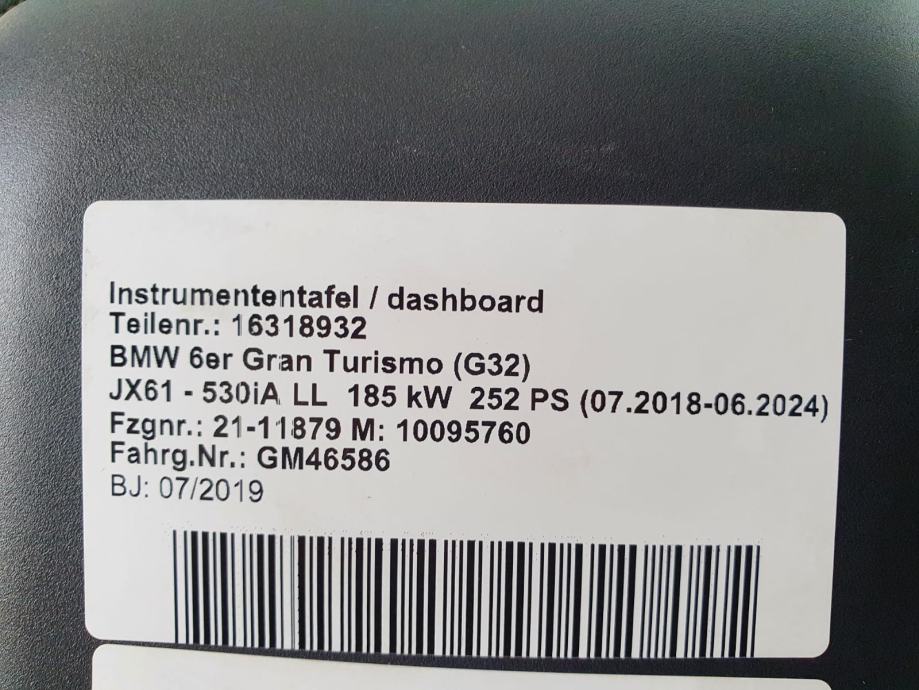 Instrumententafel / dashboard
Teilenr.: 16318932
BMW 6er Gran Turismo (G32)
JX61 - 530iA LL 185 kW 252 PS (07.2018-06.2024)
Fzgnr.: 21-11879 M: 10095760
Fahrg.Nr.: GM46586
BJ: 07/2019